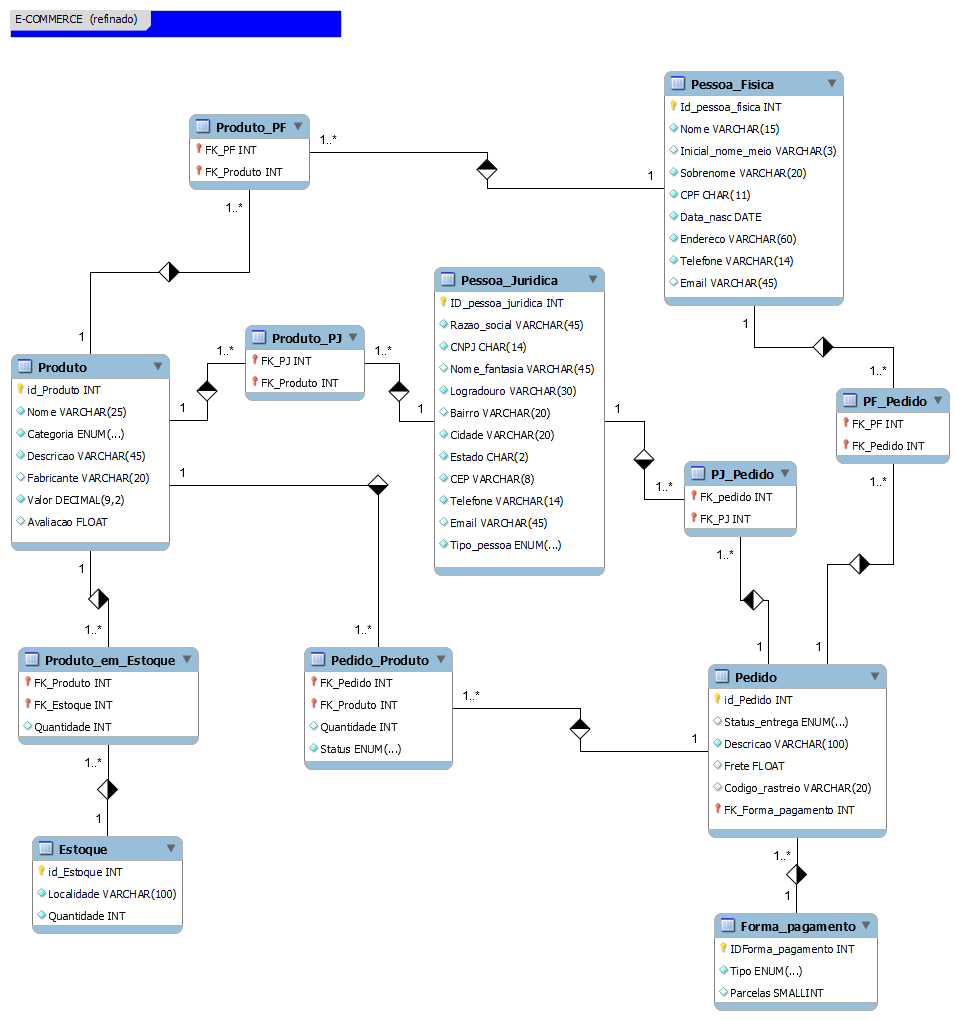 E-COMMERCE (refinado)
Produto_PF
FK_PF INT
FK_Produto INT
1..*
1..*
1
1
Pessoa_Fisica
Id_pessoa_fisica INT
Nome VARCHAR(15)
Inicial_nome_meio VARCHAR(3)
Sobrenome VARCHAR(20)
CPF CHAR(11)
Data_nasc DATE
Endereco VARCHAR(60)
Telefone VARCHAR(14)
Email VARCHAR(45)
1
1..*
Produto_PJ
FK_PJ INT
FK_Produto INT
1..*
1..*
1
1
Pessoa_Juridica
ID_pessoa_juridica INT
Razao_social VARCHAR(45)
CNPJ CHAR(14)
Nome_fantasia VARCHAR(45)
Logradouro VARCHAR(30)
Bairro VARCHAR(20)
Cidade VARCHAR(20)
Estado CHAR(2)
CEP VARCHAR(8)
Telefone VARCHAR(14)
Email VARCHAR(45)
Tipo_pessoa ENUM(...)
1
1..*
Produto
id_Produto INT
Nome VARCHAR(25)
Categoria ENUM(...)
Descricao VARCHAR(45)
Fabricante VARCHAR(20)
Valor DECIMAL(9,2)
Avaliacao FLOAT
1
1
1..*
1..*
PF_Pedido
FK_PF INT
FK_Pedido INT
1..*
1
PJ_Pedido
FK_pedido INT
FK_PJ INT
1..*
1
Produto_em_Estoque
FK_Produto INT
FK_Estoque INT
Quantidade INT
1..*
1
Pedido_Produto
FK_Pedido INT
FK_Produto INT
Quantidade INT
Status ENUM(...)
1..*
1
Pedido
id_Pedido INT
Status_entrega ENUM(...)
Descricao VARCHAR(100)
Frete FLOAT
Codigo_rastreio VARCHAR(20)
FK_Forma_pagamento INT
1..*
1
Estoque
id_Estoque INT
Localidade VARCHAR(100)
Quantidade INT
Forma_pagamento
IDForma_pagamento INT
Tipo ENUM(...)
Parcelas SMALLINT